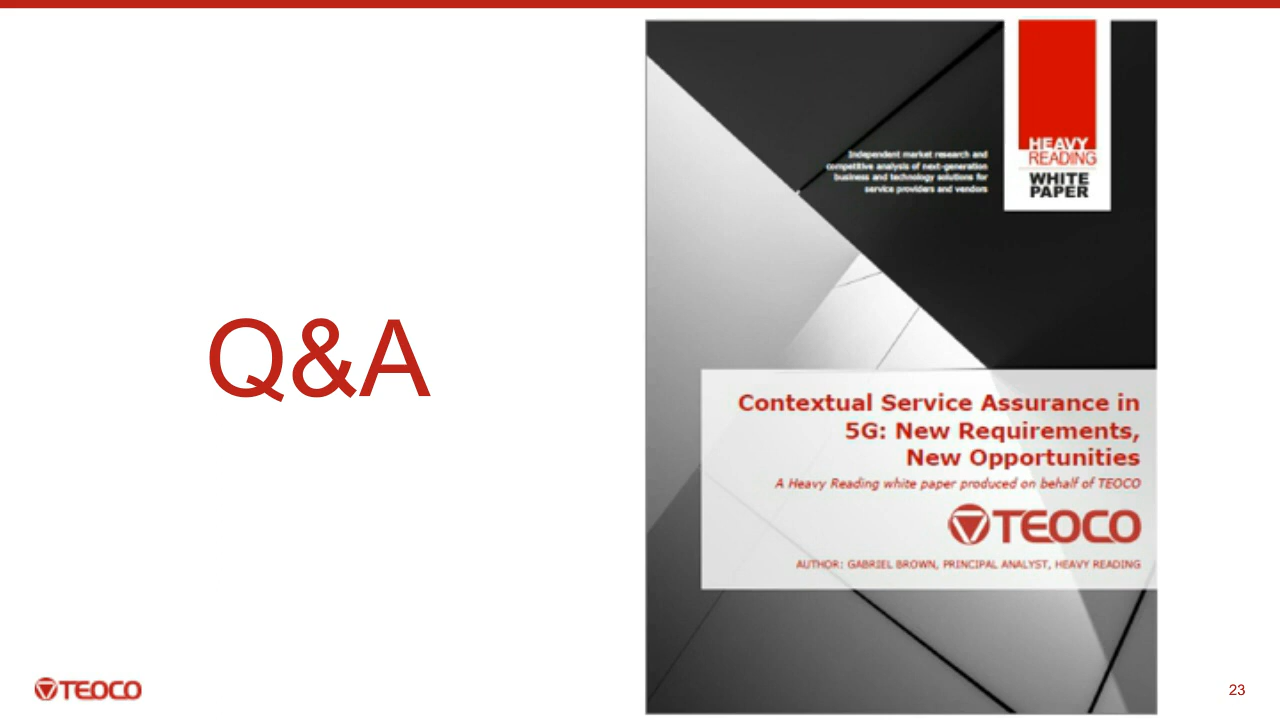 Q&A
Independent market research and
competitive analysis of next-generation
business and technology solutions for
service providers and vendors
HEAVY
READING
WHITE
PAPER
Contextual Service Assurance in
5G: New Requirements,
New Opportunities
A Heavy Reading white paper produced on behalf of TEOCO
TEOCO
AUTHOR: GABRIEL BROWN, PRINCIPAL ANALYST, HEAVY READING
TEOCO
23